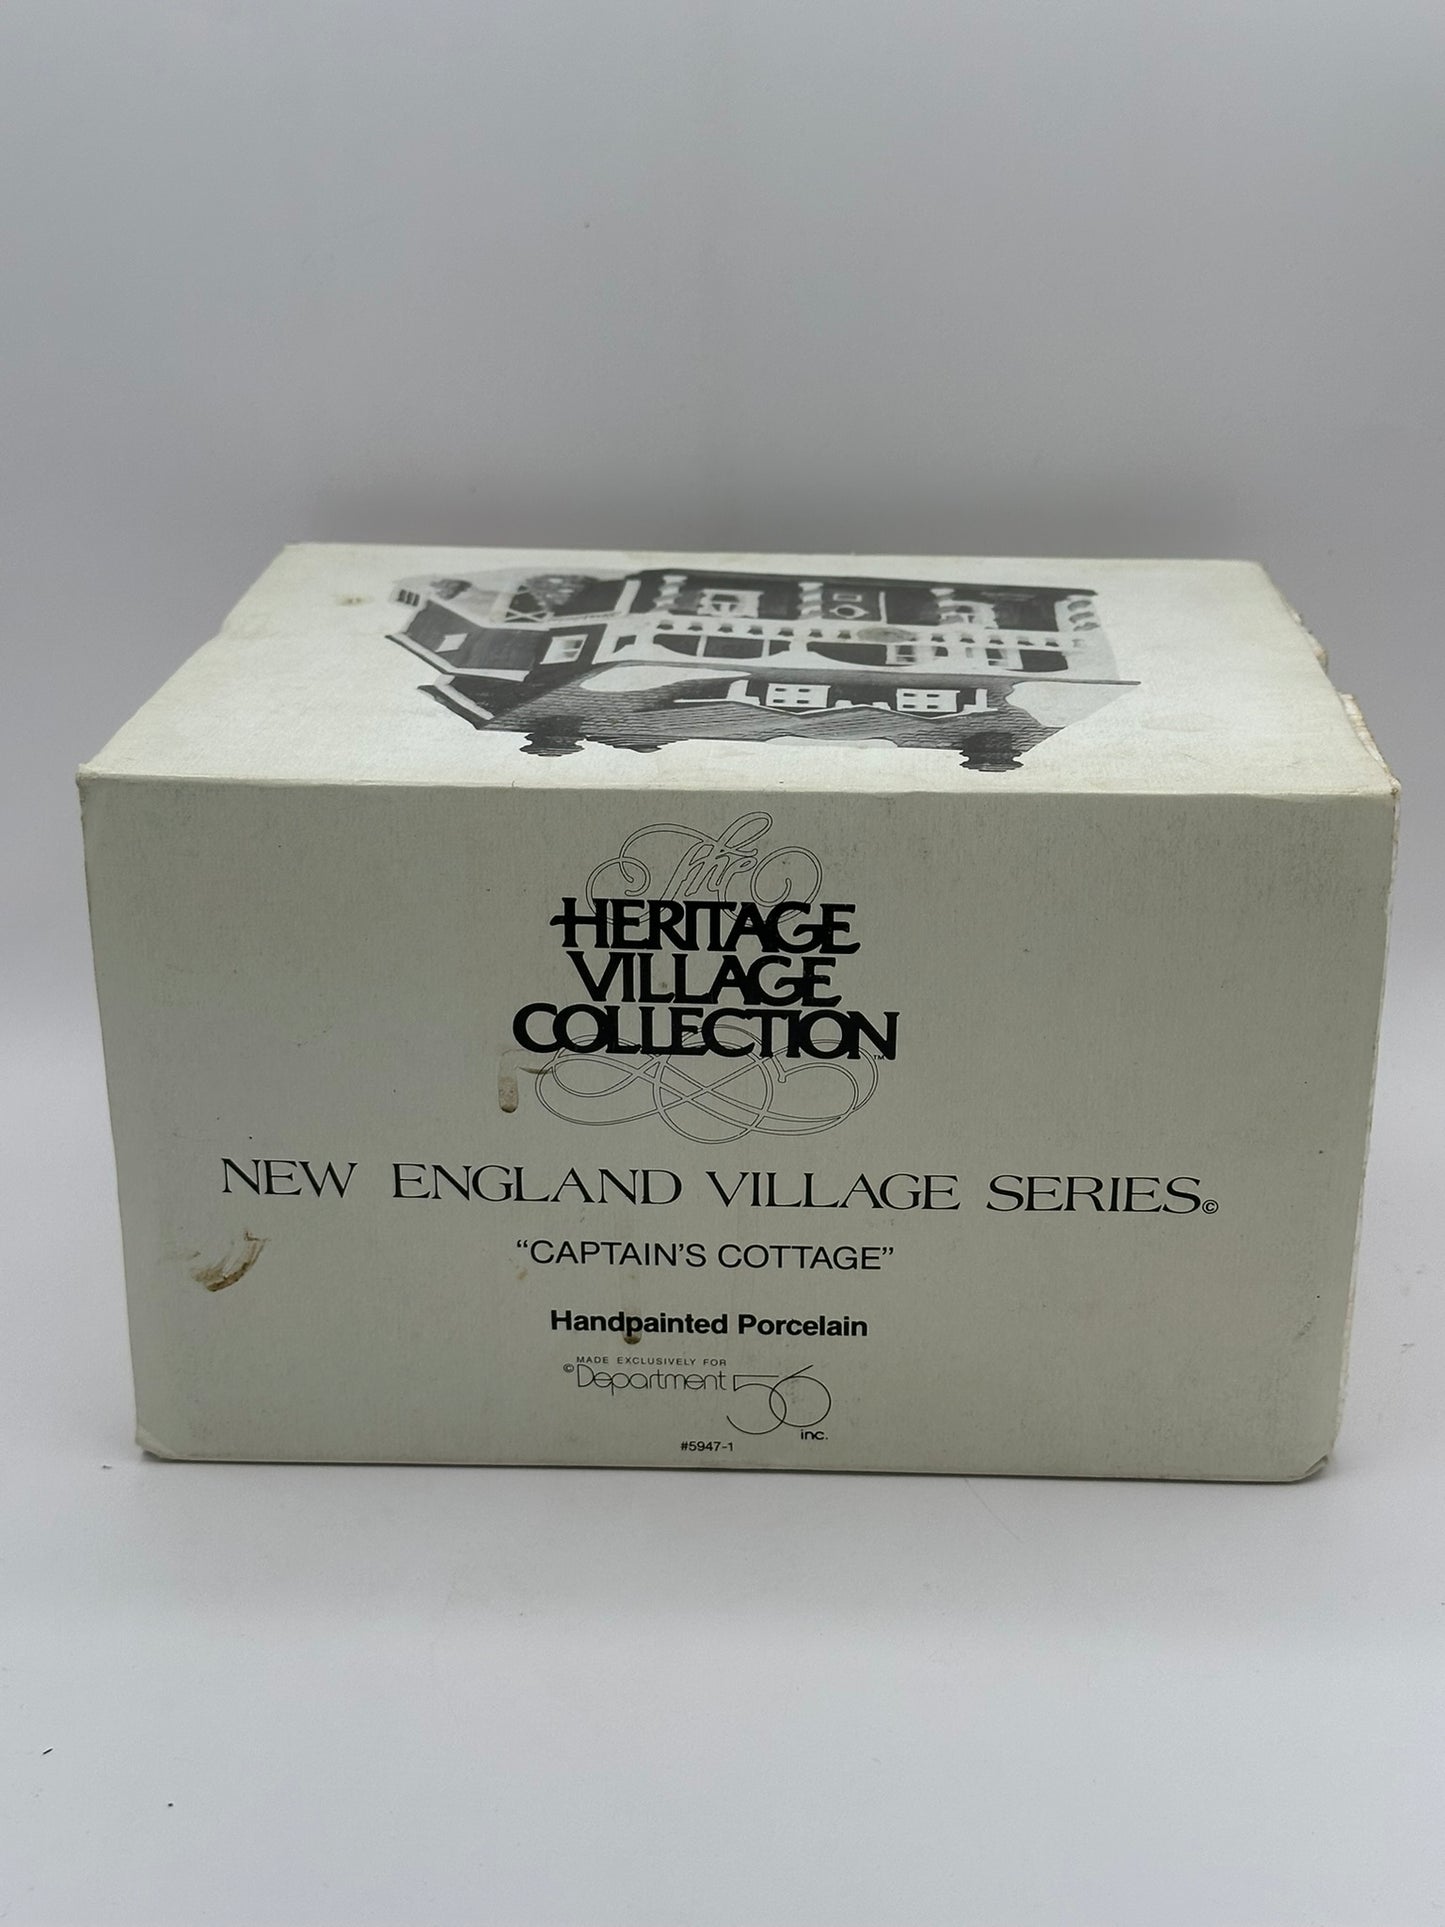 The
HERITAGE
VILLAGE
COLLECTION™
NEW ENGLAND VILLAGE SERIES©
“CAPTAIN’S COTTAGE”
Handpainted Porcelain
MADE EXCLUSIVELY FOR
©Department 56
inc.
#5947-1